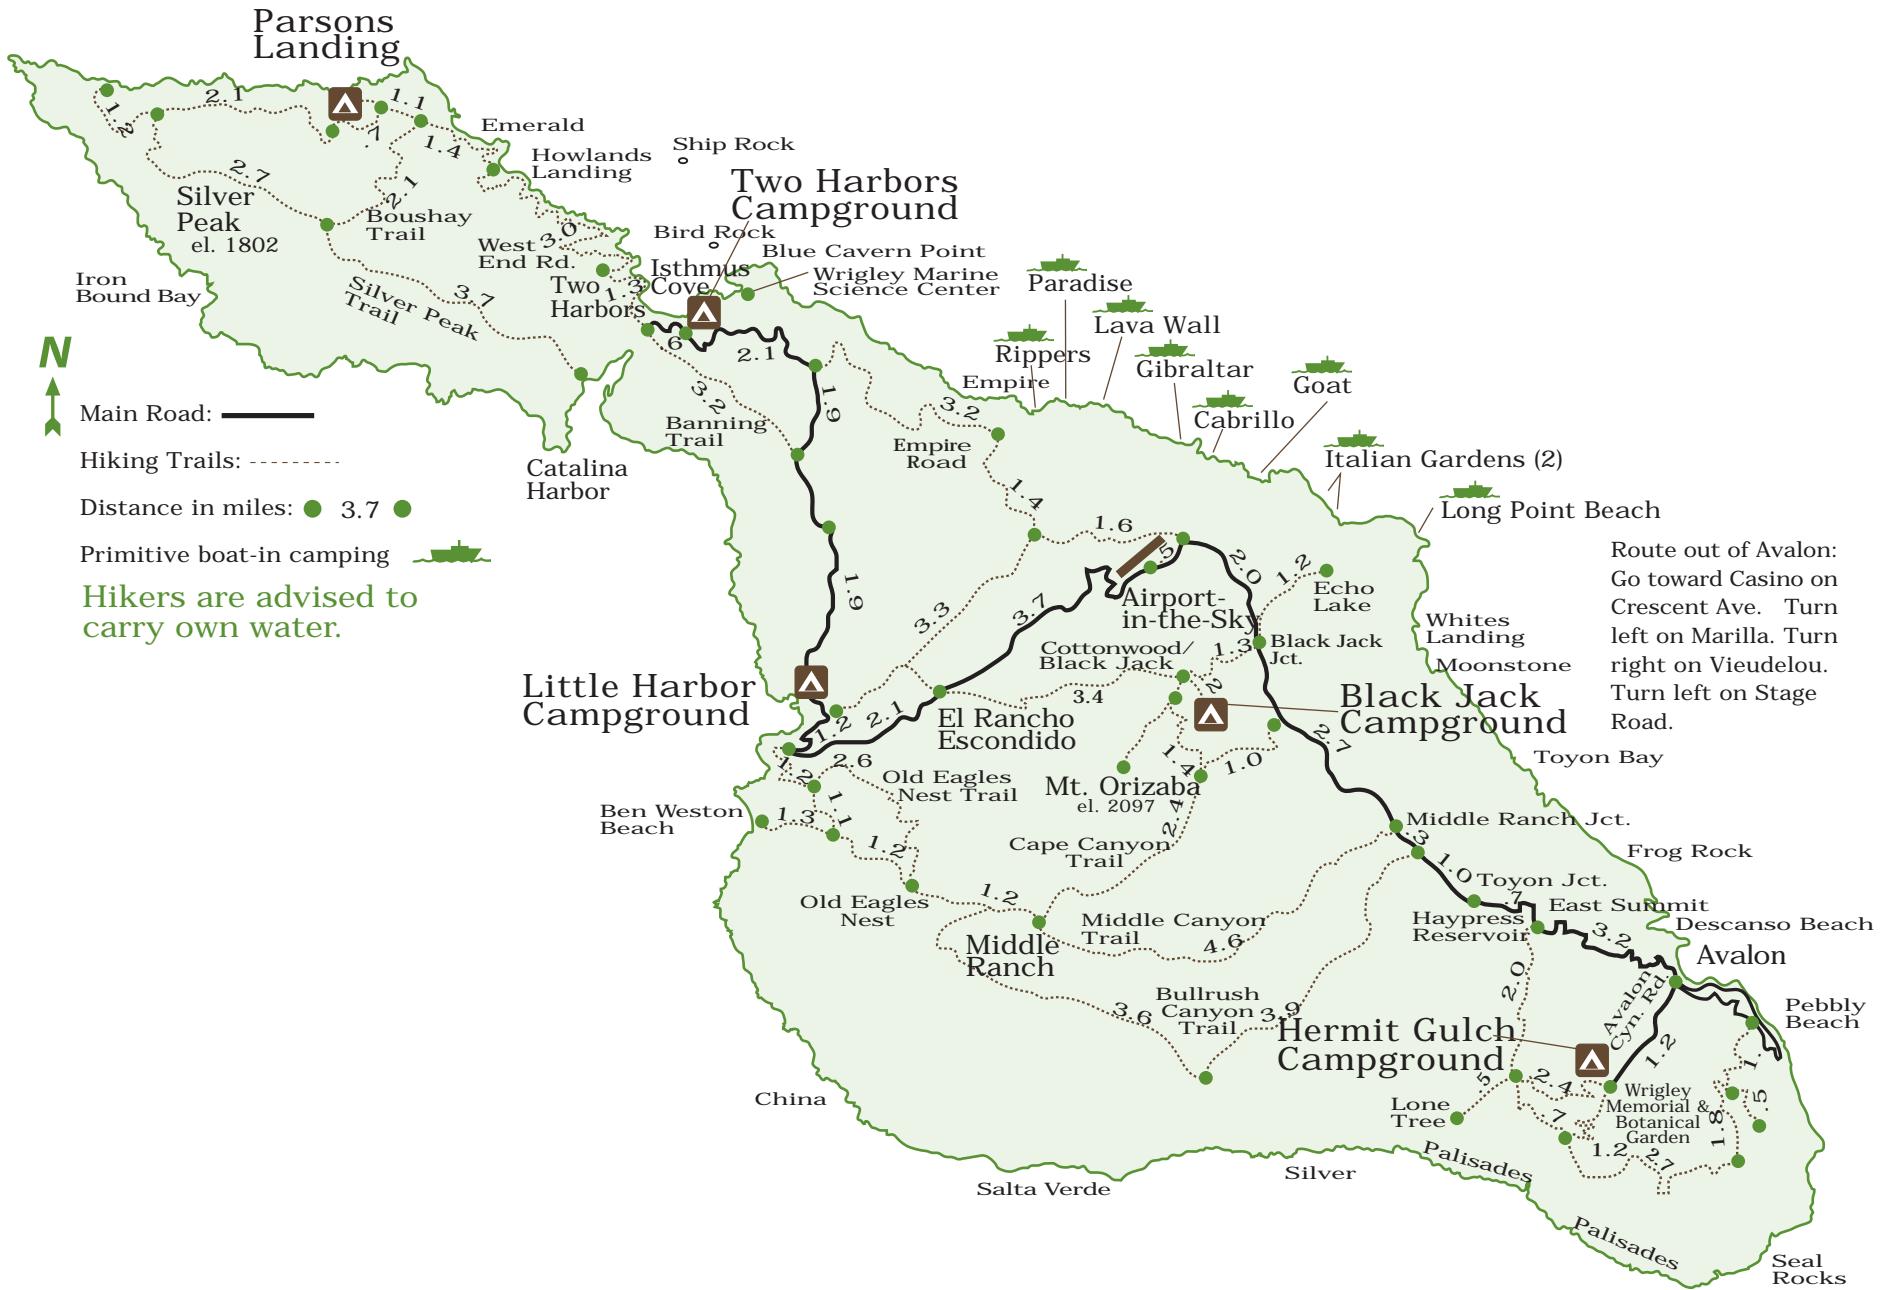 Parsons
Landing
2.1
1.1
1.2
.7
1.4
Emerald
Howlands
Landing
Ship Rock
Two Harbors
Campground
2.7
Silver
Peak
el. 1802
2.1
Boushay
Trail
West
End Rd.
3.0
Bird Rock
Blue Cavern Point
Isthmus
Cove
Wrigley Marine
Science Center
Iron
Bound Bay
Silver Peak
Trail
3.7
Two
Harbors
1.3
.6
2.1
Paradise
Lava Wall
Rippers
Gibraltar
Empire
Goat
Cabrillo
Italian Gardens (2)
Long Point Beach
N
Main Road:
Hiking Trails:
Distance in miles: 3.7
Primitive boat-in camping
Hikers are advised to
carry own water.
Catalina
Harbor
3.2
Banning
Trail
1.9
3.2
Empire
Road
1.4
1.6
.5
2.0
1.2
Echo
Lake
Airport-
in-the-Sky
1.9
3.3
3.7
Route out of Avalon:
Go toward Casino on
Crescent Ave. Turn
left on Marilla. Turn
right on Vieudelou.
Turn left on Stage
Road.
Whites
Landing
Moonstone
Cottonwood/
Black Jack
1.3
Black Jack
Jct.
Little Harbor
Campground
3.4
.2
Black Jack
Campground
1.2
2.1
El Rancho
Escondido
2.7
Toyon Bay
1.2
2.6
Old Eagles
Nest Trail
1.4
1.0
Mt. Orizaba
el. 2097
Ben Weston
Beach
1.3
1.1
1.2
2.4
Cape Canyon
Trail
Middle Ranch Jct.
.3
Frog Rock
1.0
Toyon Jct.
.7
Old Eagles
Nest
1.2
Middle Canyon
Trail
4.6
Haypress
Reservoir
East Summit
Descanso Beach
3.2
Avalon
Middle
Ranch
2.0
Avalon
Cyn. Rd.
Pebbly
Beach
Bullrush
Canyon
Trail
3.6
3.9
Hermit Gulch
Campground
1.2
1.
.5
2.4
Wrigley
Memorial &
Botanical
Garden
.5
1.8
China
Lone
Tree
.7
1.2
2.7
Salta Verde
Silver
Palisades
Palisades
Seal
Rocks